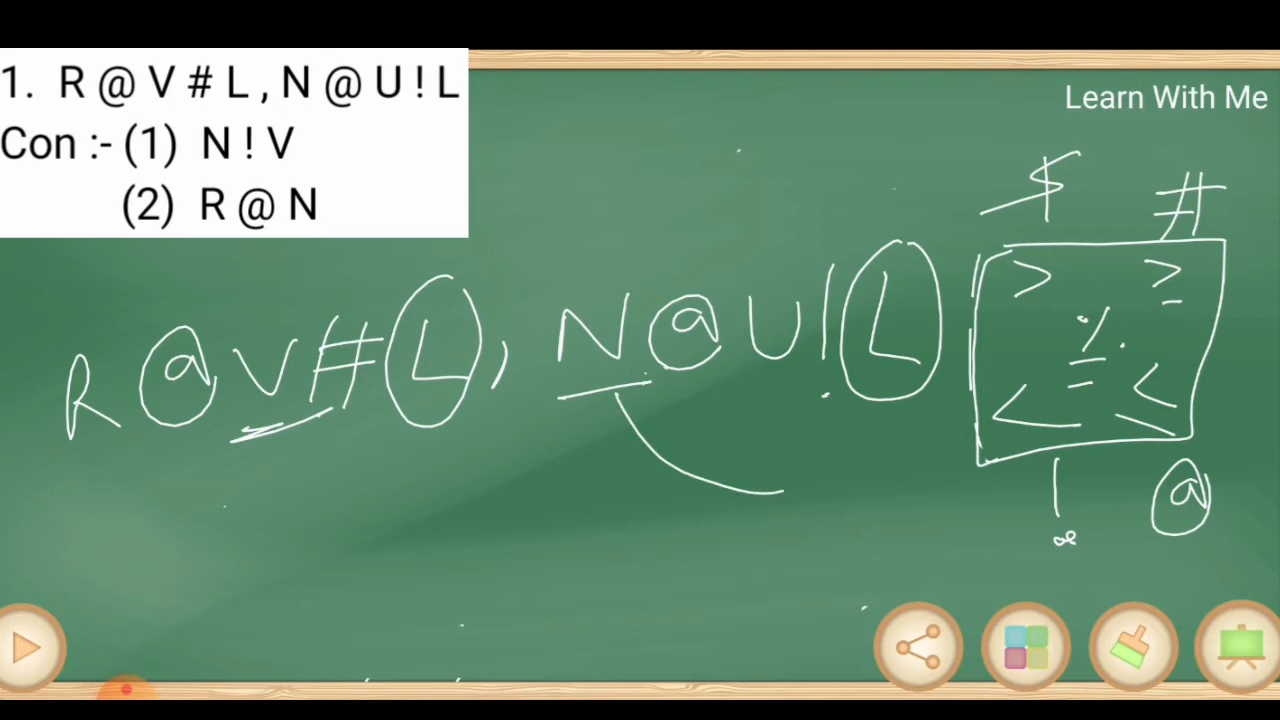 1. R @ V # L , N @ U ! L
Con :- (1) N ! V
(2) R @ N
Learn With Me
$ #
> ≥
%
=
< ≤
! @
R @ V # L , N @ U ! L